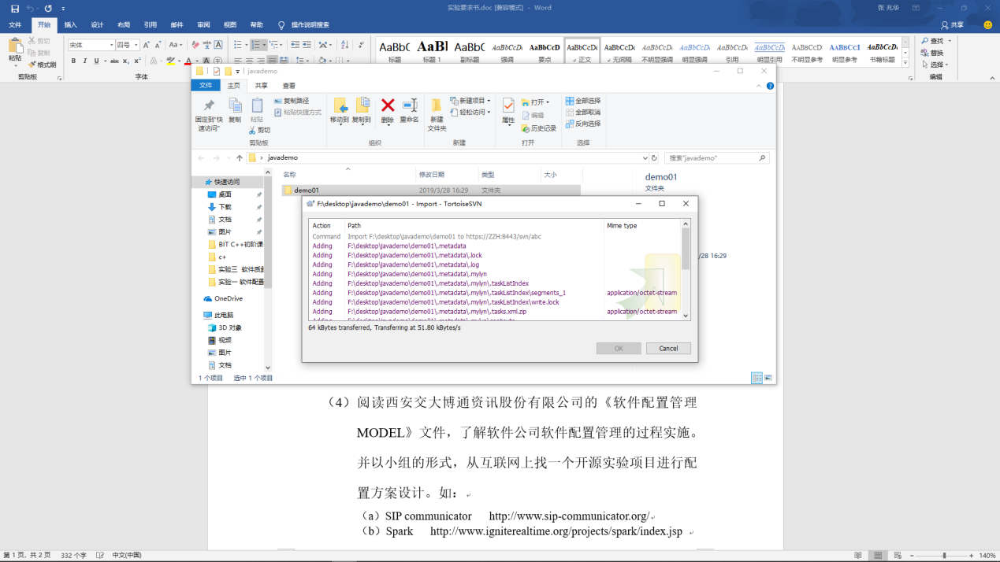 实验要求书.doc [兼容模式] - Word
张 兆华
文件 开始 插入 设计 布局 引用 邮件 审阅 视图 帮助 操作说明搜索
共享
粘贴 剪切
复制
格式刷
剪贴板
宋体 四号
字体
AaBbC 标题
AaBl 标题 1
AaBbC 副标题
AaBbCcDc 强调
AaBbCcD 要点
AaBbCcDc 正文
AaBbCcDc 无间隔
AaBbCcDc 不明显强调
AaBbCcDc 明显强调
AaBbCcDc 引用
AaBbCcDc 明显引用
AaBbCcDc 不明显参考
AaBbCcI 明显参考
AaBbCcDc 书籍标题
查找
替换
选择
编辑
javademo
文件 主页 共享 查看
固定到"快速访问"
复制
粘贴
复制路径
粘贴快捷方式
剪切
剪贴板
移动到 复制到 删除 重命名
组织
新建文件夹
新建项目
轻松访问
新建
属性
打开
编辑
历史记录
打开
全部选择
全部取消
反向选择
选择
javademo
搜索"javademo"
名称 修改日期 类型 大小
demo01 2019/3/28 16:29 文件夹
demo01
文件夹
/28 16:29
快速访问
桌面
下载
文档
图片
BIT C++初阶课
c+
实验三 软件质量
实验一 软件配置
OneDrive
此电脑
3D 对象
视频
图片
文档
1 个项目 选中 1 个项目
F:\desktop\javademo\demo01 - Import - TortoiseSVN
Action Path Mime type
Command Import F:\desktop\javademo\demo01 to https://ZZH:8443/svn/abc
Adding F:\desktop\javademo\demo01\.metadata
Adding F:\desktop\javademo\demo01\.metadata\.lock
Adding F:\desktop\javademo\demo01\.metadata\.log
Adding F:\desktop\javademo\demo01\.metadata\.mylyn
Adding F:\desktop\javademo\demo01\.metadata\.mylyn\.taskListIndex
Adding F:\desktop\javademo\demo01\.metadata\.mylyn\.taskListIndex\segments_1 application/octet-stream
Adding F:\desktop\javademo\demo01\.metadata\.mylyn\.taskListIndex\write.lock
Adding F:\desktop\javademo\demo01\.metadata\.mylyn\.tasks.xml.zip application/octet-stream
64 kBytes transferred, Transferring at 51.80 kBytes/s
OK Cancel
（4）阅读西安交大博通资讯股份有限公司的《软件配置管理
MODEL》文件，了解软件公司软件配置管理的过程实施。
并以小组的形式，从互联网上找一个开源实验项目进行配
置方案设计。如：
（a）SIP communicator http://www.sip-communicator.org/
（b）Spark http://www.igniterealtime.org/projects/spark/index.jsp
第 1 页，共 2 页 332 个字 中文(中国)
140%